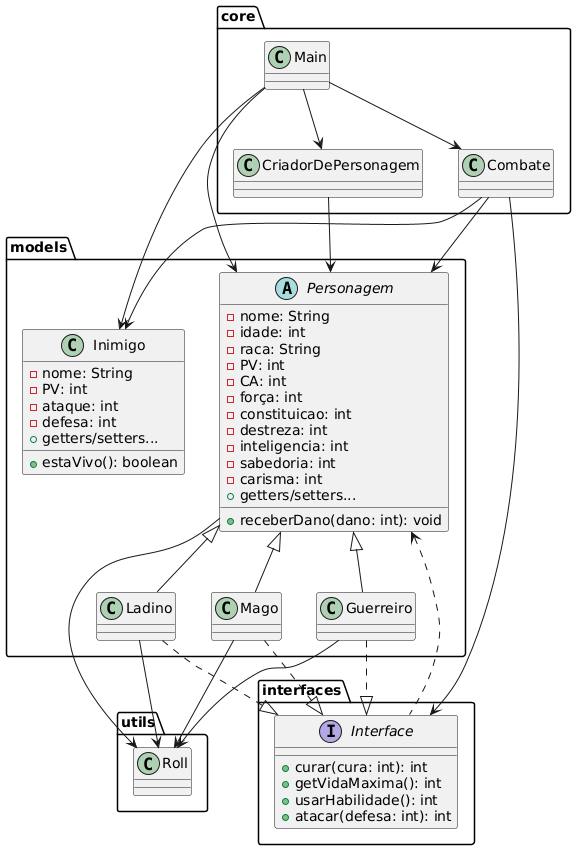 core
C Main
C CriadorDePersonagem
C Combate
models
A Personagem
nome: String
idade: int
raca: String
PV: int
CA: int
força: int
constituicao: int
destreza: int
inteligencia: int
sabedoria: int
carisma: int
getters/setters...
receberDano(dano: int): void
C Inimigo
nome: String
PV: int
ataque: int
defesa: int
getters/setters...
estaVivo(): boolean
C Ladino
C Mago
C Guerreiro
utils
C Roll
interfaces
I Interface
curar(cura: int): int
getVidaMaxima(): int
usarHabilidade(): int
atacar(defesa: int): int